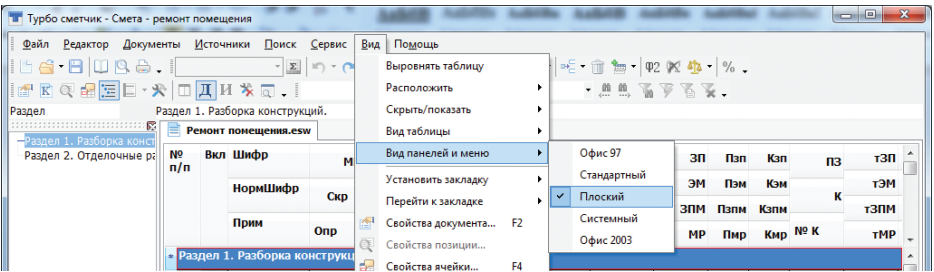 Турбо сметчик - Смета - ремонт помещения
Файл Редактор Документы Источники Поиск Сервис Вид Помощь
φ2 %
К Д И
Раздел
Раздел 1. Разборка конструкций.
Раздел 1. Разборка конст
Раздел 2. Отделочные ра
Ремонт помещения.esw
№ п/п Вкл Шифр М
НормШифр Скр
Прим Опр
ЗП Пзп Кзп ПЗ тЗП
ЭМ Пэм Кэм К тЭМ
ЗПМ Пзпм Кзпм тЗПМ
МР Пмр Кмр № К тМР
Раздел 1. Разборка конструкц
Выровнять таблицу
Расположить
Скрыть/показать
Вид таблицы
Вид панелей и меню
Установить закладку
Перейти к закладке
Свойства документа... F2
Свойства позиции...
Свойства ячейки... F4
Офис 97
Стандартный
Плоский
Системный
Офис 2003